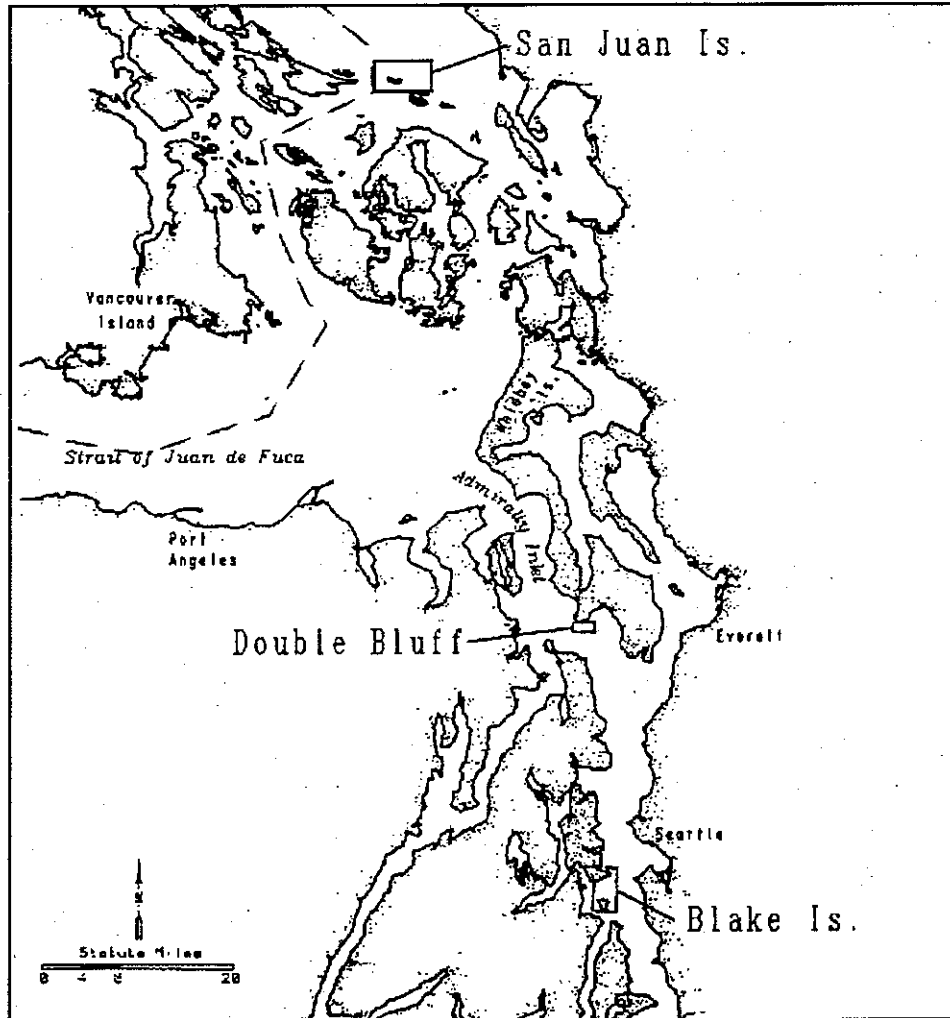 San Juan Is.
Vancouver
Island
Whidbey
Is.
Strait of Juan de Fuca
Admiralty Inlet
Port
Angeles
Double Bluff
Everett
Seattle
Blake Is.
Statute Miles
0 4 8 20